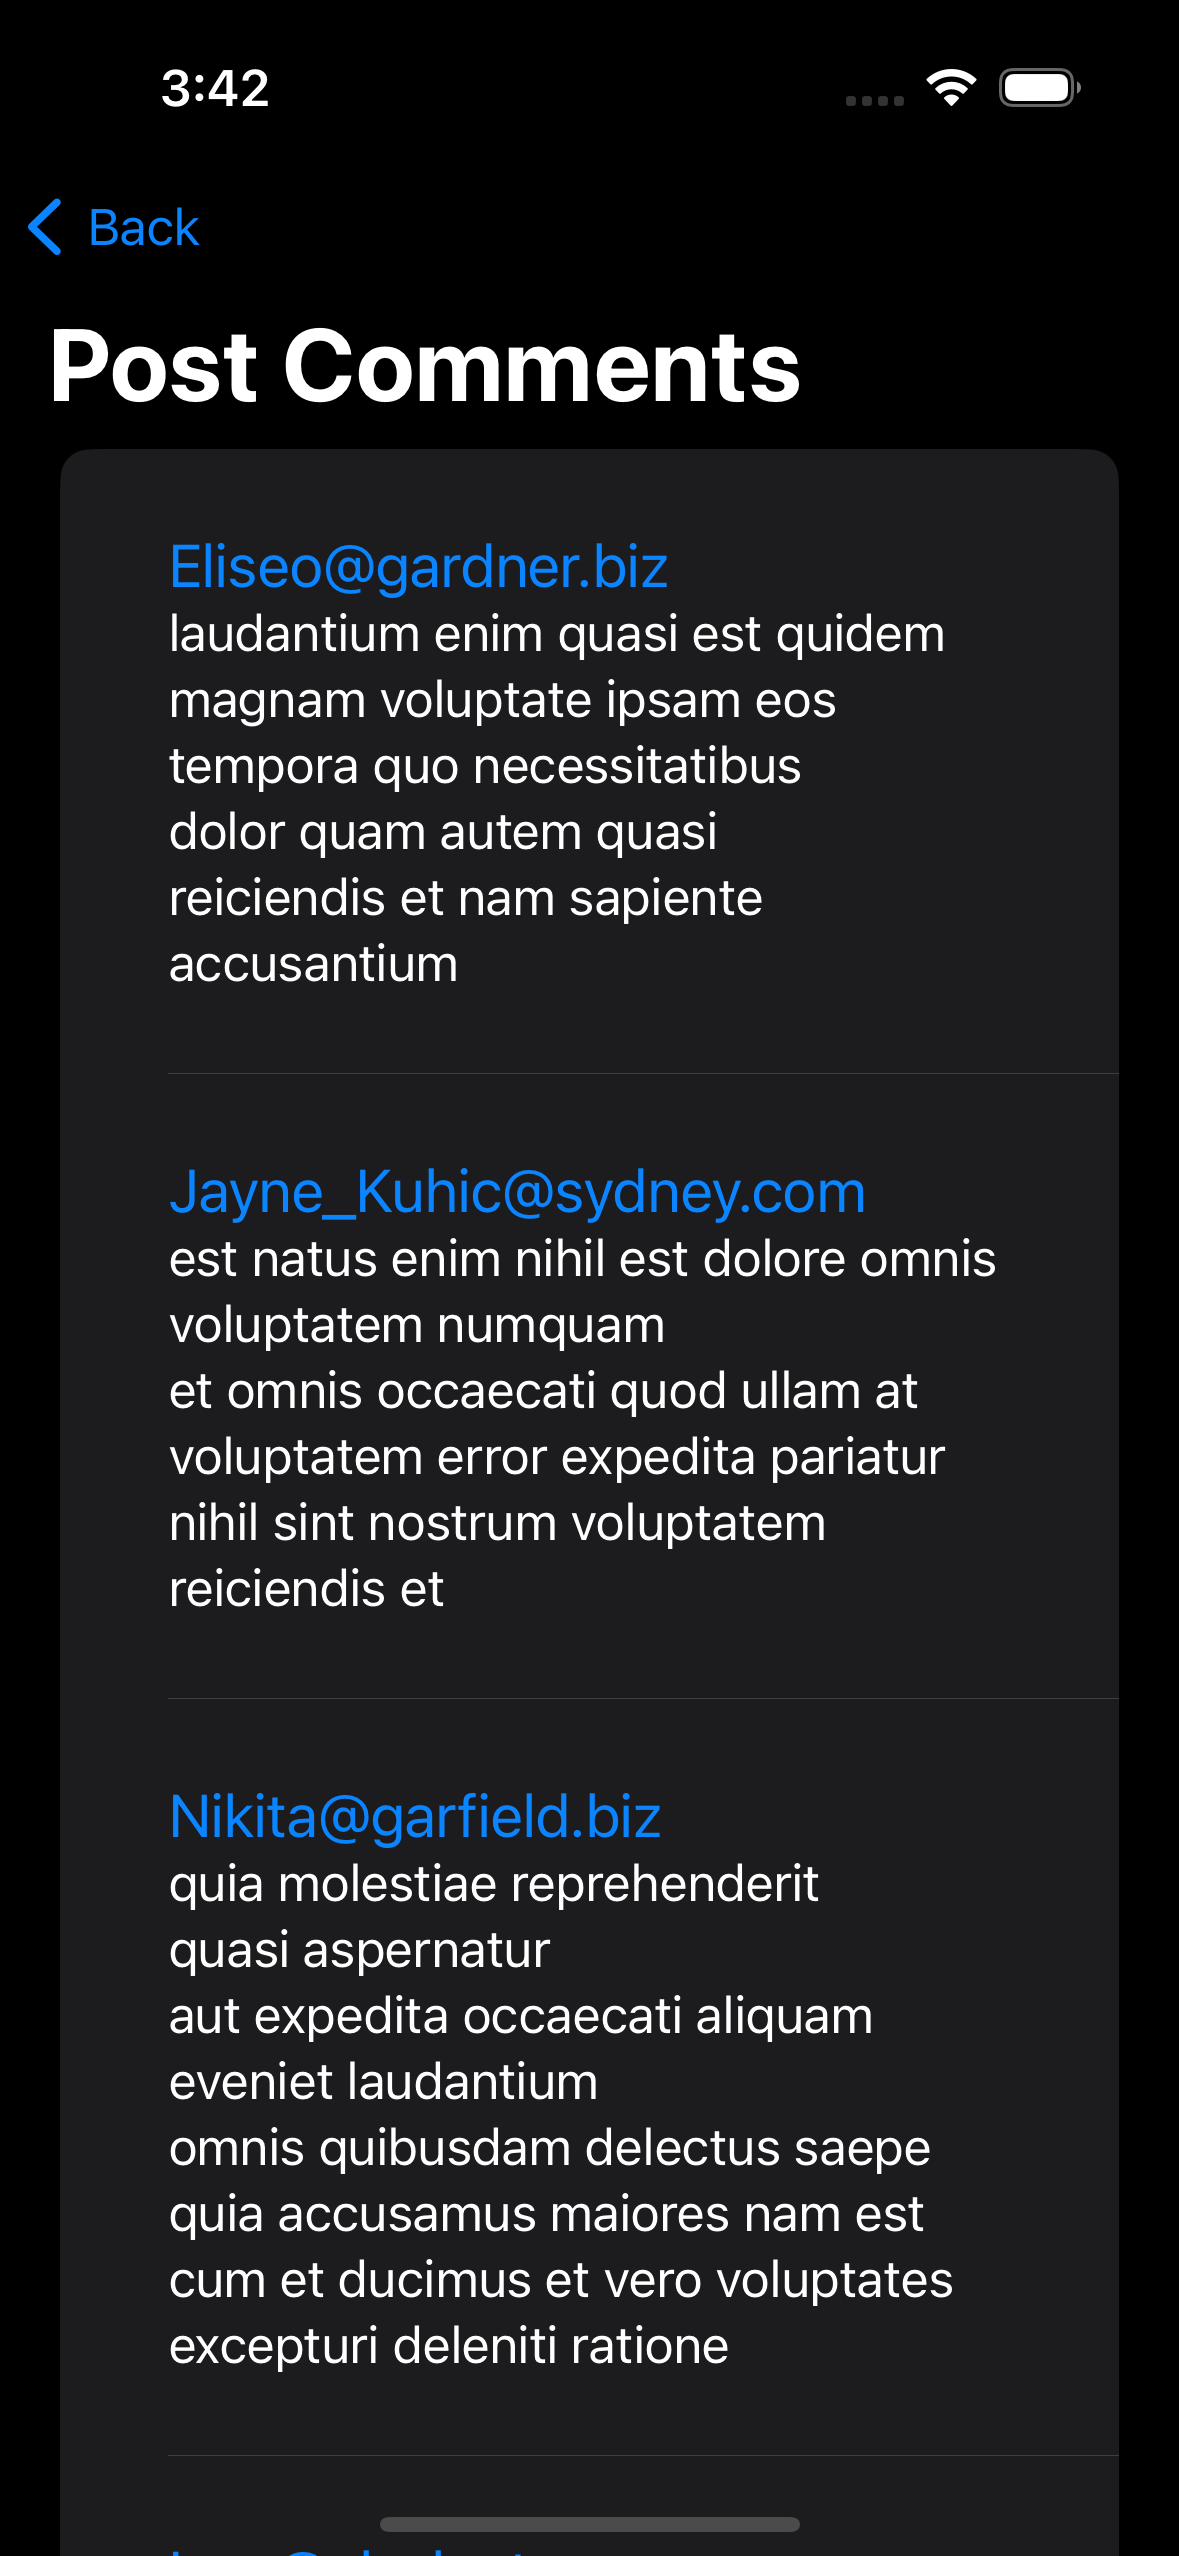 3:42
Back
Post Comments
Eliseo@gardner.biz
laudantium enim quasi est quidem
magnam voluptate ipsam eos
tempora quo necessitatibus
dolor quam autem quasi
reiciendis et nam sapiente
accusantium
Jayne_Kuhic@sydney.com
est natus enim nihil est dolore omnis
voluptatem numquam
et omnis occaecati quod ullam at
voluptatem error expedita pariatur
nihil sint nostrum voluptatem
reiciendis et
Nikita@garfield.biz
quia molestiae reprehenderit
quasi aspernatur
aut expedita occaecati aliquam
eveniet laudantium
omnis quibusdam delectus saepe
quia accusamus maiores nam est
cum et ducimus et vero voluptates
excepturi deleniti ratione